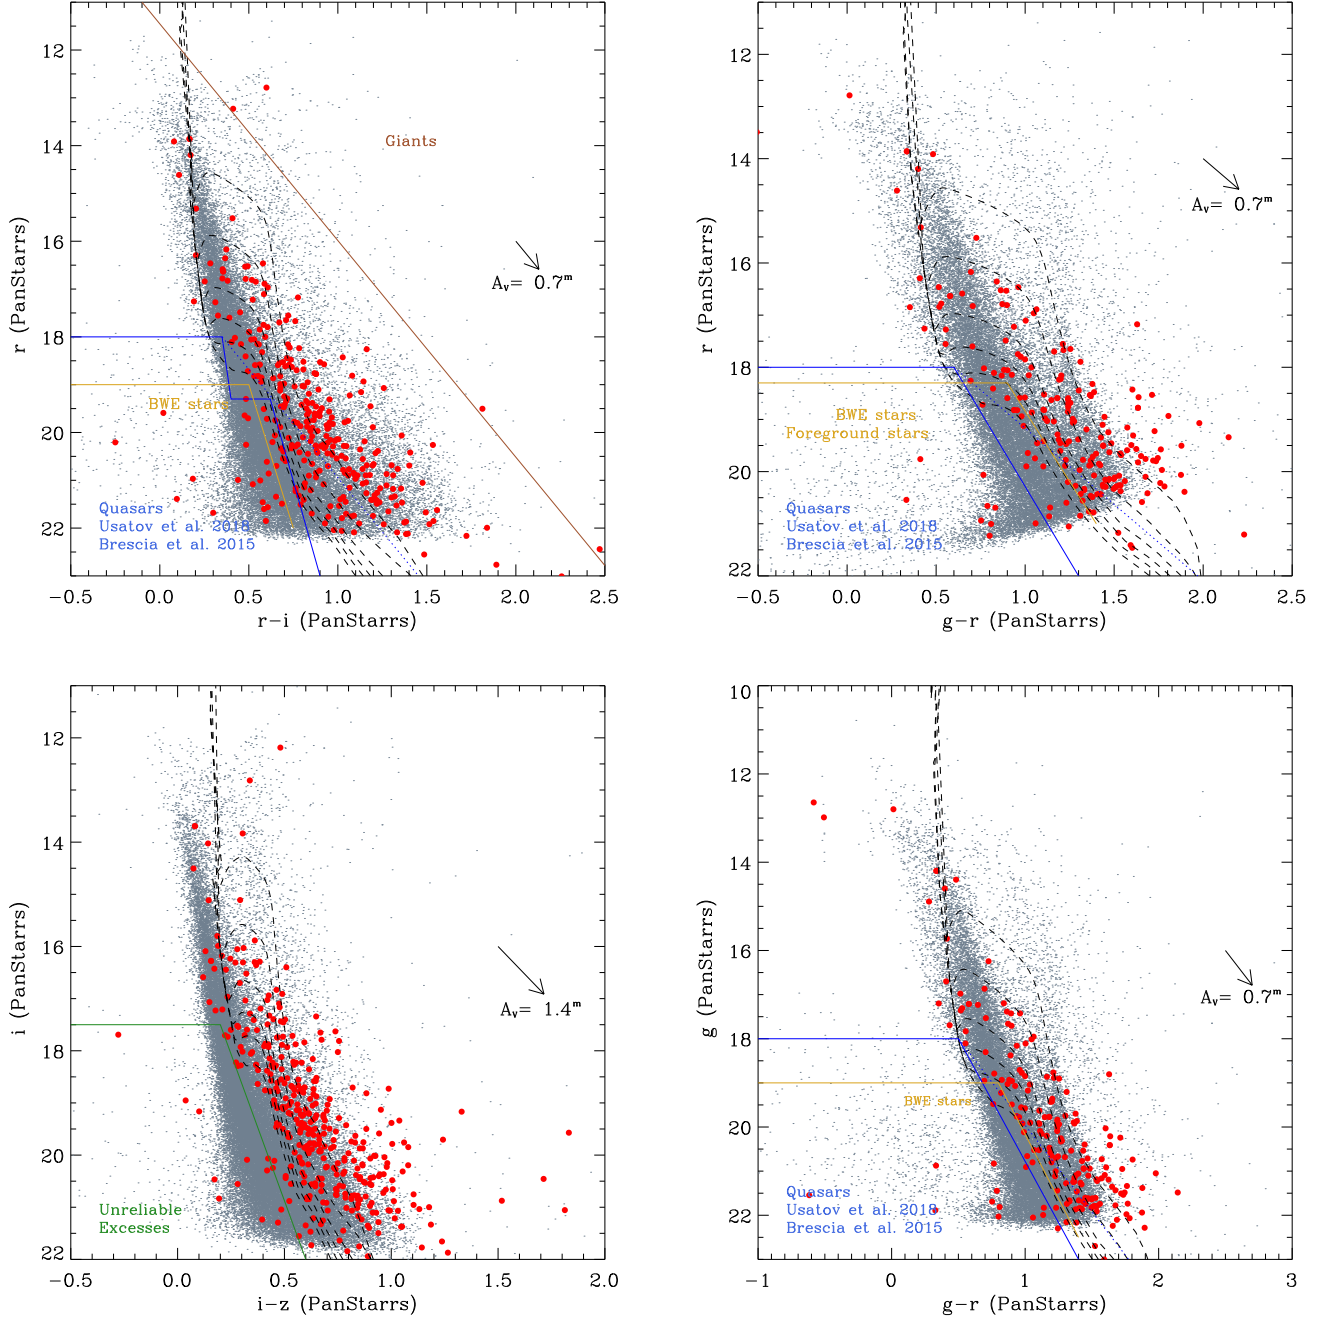 12
14
16
18
20
22
r (PanStarrs)
Giants
Aᵥ= 0.7ᵐ
BWE stars
Quasars
Usatov et al. 2018
Brescia et al. 2015
−0.5 0.0 0.5 1.0 1.5 2.0 2.5
r−i (PanStarrs)
12
14
16
18
20
22
r (PanStarrs)
Aᵥ= 0.7ᵐ
BWE stars
Foreground stars
Quasars
Usatov et al. 2018
Brescia et al. 2015
−0.5 0.0 0.5 1.0 1.5 2.0 2.5
g−r (PanStarrs)
12
14
16
18
20
22
i (PanStarrs)
Aᵥ= 1.4ᵐ
Unreliable
Excesses
−0.5 0.0 0.5 1.0 1.5 2.0
i−z (PanStarrs)
10
12
14
16
18
20
22
g (PanStarrs)
Aᵥ= 0.7ᵐ
BWE stars
Quasars
Usatov et al. 2018
Brescia et al. 2015
−1 0 1 2 3
g−r (PanStarrs)